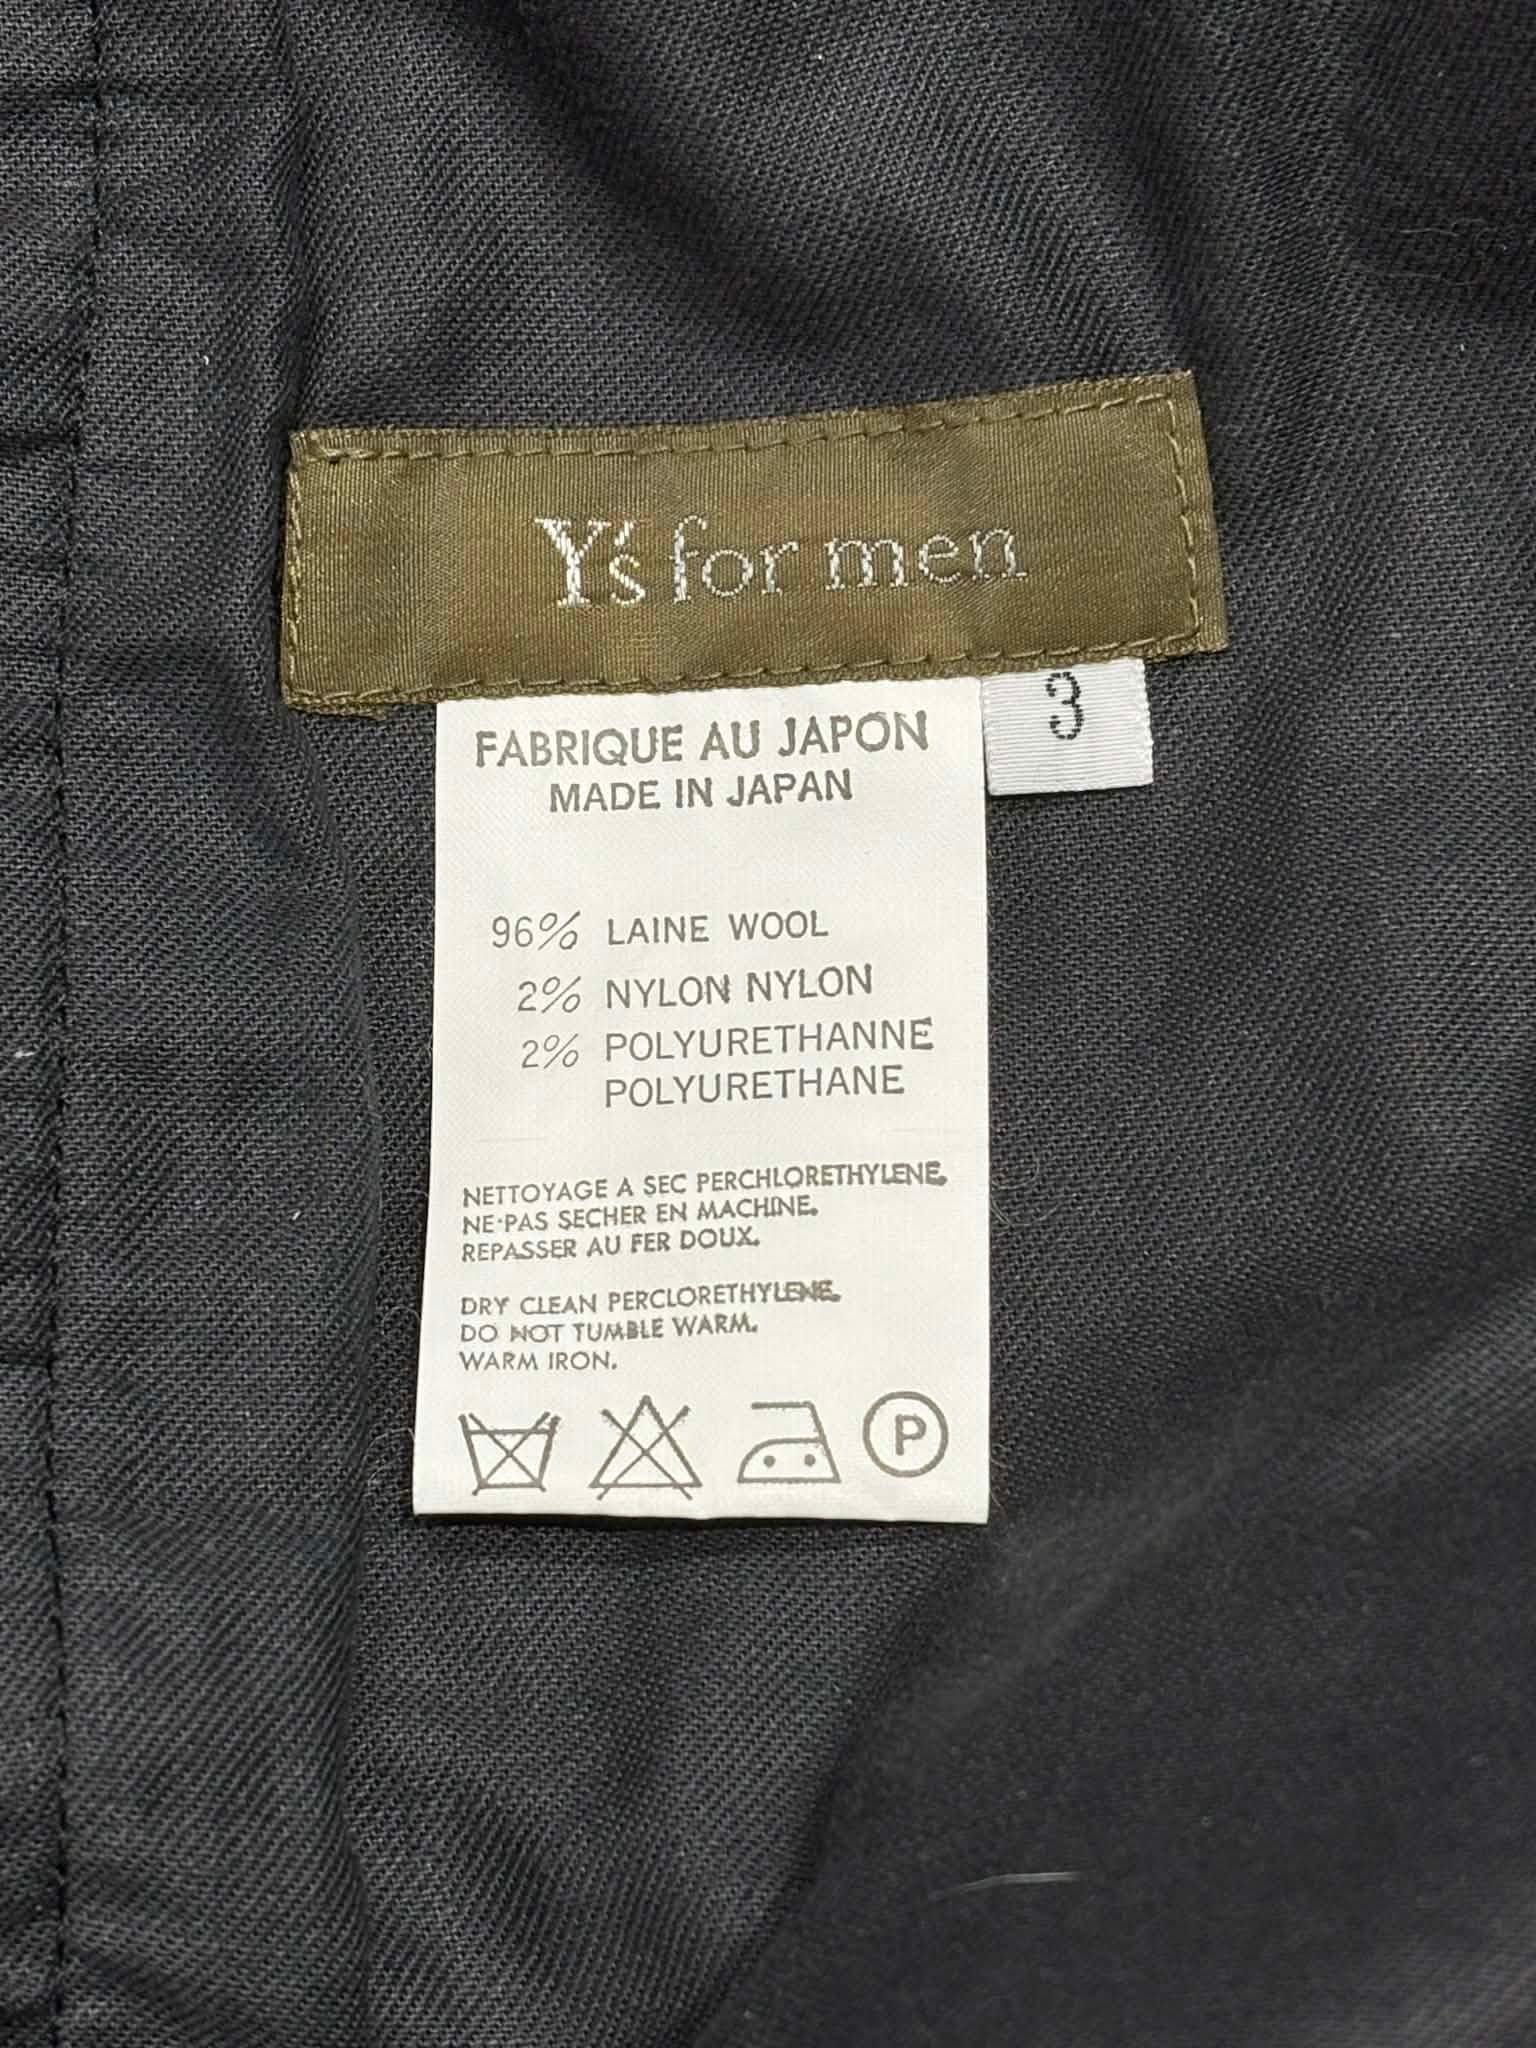 Y's for men
3
FABRIQUE AU JAPON
MADE IN JAPAN
96% LAINE WOOL
2% NYLON NYLON
2% POLYURETHANNE
POLYURETHANE
NETTOYAGE A SEC PERCHLORETHYLENE.
NE·PAS SECHER EN MACHINE.
REPASSER AU FER DOUX.
DRY CLEAN PERCLORETHYLENE.
DO NOT TUMBLE WARM.
WARM IRON.
P